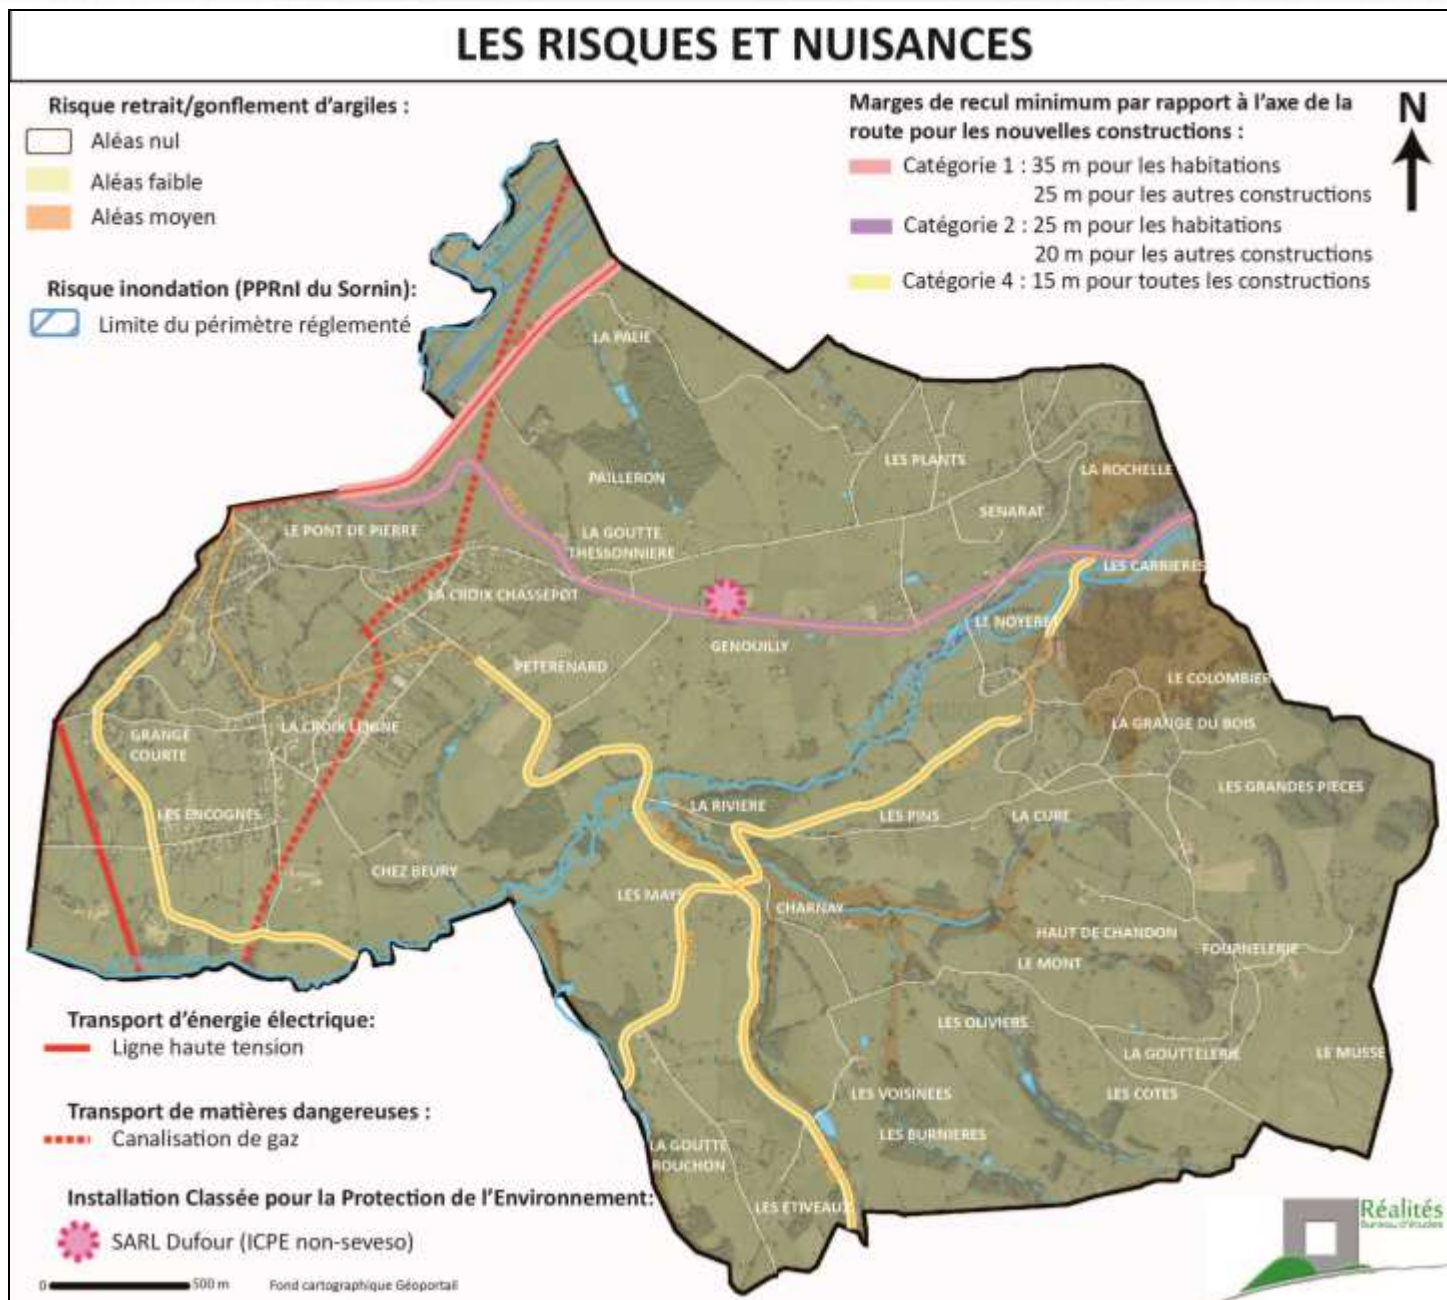 LES RISQUES ET NUISANCES
Risque retrait/gonflement d'argiles :
Aléas nul
Aléas faible
Aléas moyen
Risque inondation (PPRnI du Sornin):
Limite du périmètre réglementé
Marges de recul minimum par rapport à l'axe de la
route pour les nouvelles constructions :
Catégorie 1 : 35 m pour les habitations
25 m pour les autres constructions
Catégorie 2 : 25 m pour les habitations
20 m pour les autres constructions
Catégorie 4 : 15 m pour toutes les constructions
N
LA PALIE
LES PLANTS
LA ROCHELLE
PAILLERON
SENARAT
LE PONT DE PIERRE
LA GOUTTE
THESSONNIERE
LES CARRIERES
LA CROIX CHASSEPOT
LE NOYERET
GENOUILLY
PETERENARD
LE COLOMBIER
LA CROIX LEIGNE
LA GRANGE DU BOIS
GRANGE
COURTE
LES GRANDES PIECES
LES ENCOGNES
LA RIVIERE
LES PINS
LA CURE
CHEZ BEURY
LES MAYS
CHARNAY
HAUT DE CHANDON
FOURNELERIE
LE MONT
LES OLIVIERS
LA GOUTTELERIE
LE MUSSE
LES VOISINEES
LES COTES
LES BURNIERES
LA GOUTTE
ROUCHON
LES ETIVEAUX
Transport d'énergie électrique:
Ligne haute tension
Transport de matières dangereuses :
Canalisation de gaz
Installation Classée pour la Protection de l'Environnement:
SARL Dufour (ICPE non-seveso)
0 500 m Fond cartographique Géoportail
Réalités
Bureau d'études